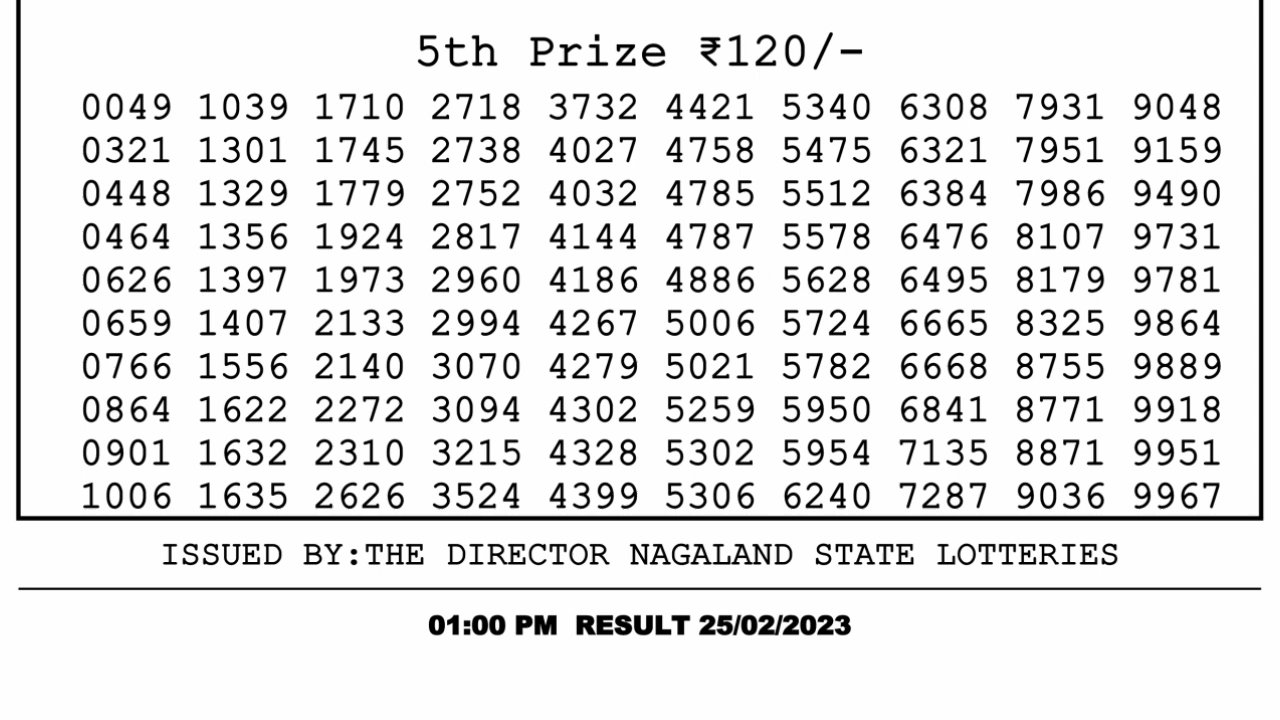 5th Prize ₹120/-
0049 1039 1710 2718 3732 4421 5340 6308 7931 9048
0321 1301 1745 2738 4027 4758 5475 6321 7951 9159
0448 1329 1779 2752 4032 4785 5512 6384 7986 9490
0464 1356 1924 2817 4144 4787 5578 6476 8107 9731
0626 1397 1973 2960 4186 4886 5628 6495 8179 9781
0659 1407 2133 2994 4267 5006 5724 6665 8325 9864
0766 1556 2140 3070 4279 5021 5782 6668 8755 9889
0864 1622 2272 3094 4302 5259 5950 6841 8771 9918
0901 1632 2310 3215 4328 5302 5954 7135 8871 9951
1006 1635 2626 3524 4399 5306 6240 7287 9036 9967
ISSUED BY:THE DIRECTOR NAGALAND STATE LOTTERIES
01:00 PM RESULT 25/02/2023